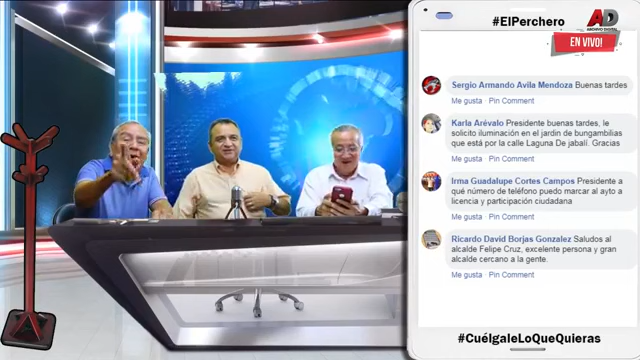 #ElPerchero
AD
ARCHIVO DIGITAL
EN VIVO!
Sergio Armando Avila Mendoza Buenas tardes
Me gusta · Pin Comment
Karla Arévalo Presidente buenas tardes, le
solicito iluminación en el jardin de bungambilias
que está por la calle Laguna De jabalí. Gracias
Me gusta · Pin Comment
Irma Guadalupe Cortes Campos Presidente a
qué número de teléfono puedo marcar al ayto a
licencia y participación ciudadana
Me gusta · Pin Comment
Ricardo David Borjas Gonzalez Saludos al
alcalde Felipe Cruz, excelente persona y gran
alcalde cercano a la gente.
Me gusta · Pin Comment
#CuélgaleLoQueQuieras